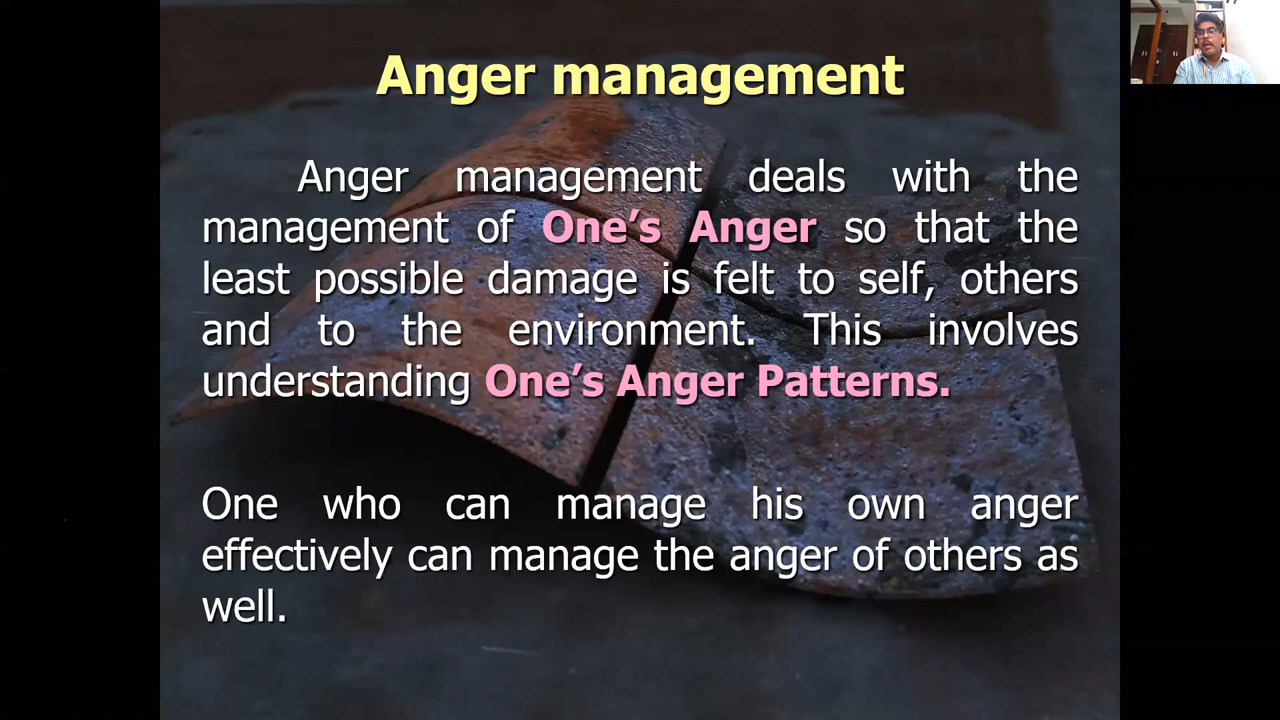 Anger management
Anger management deals with the
management of One’s Anger so that the
least possible damage is felt to self, others
and to the environment. This involves
understanding One’s Anger Patterns.
One who can manage his own anger
effectively can manage the anger of others as
well.